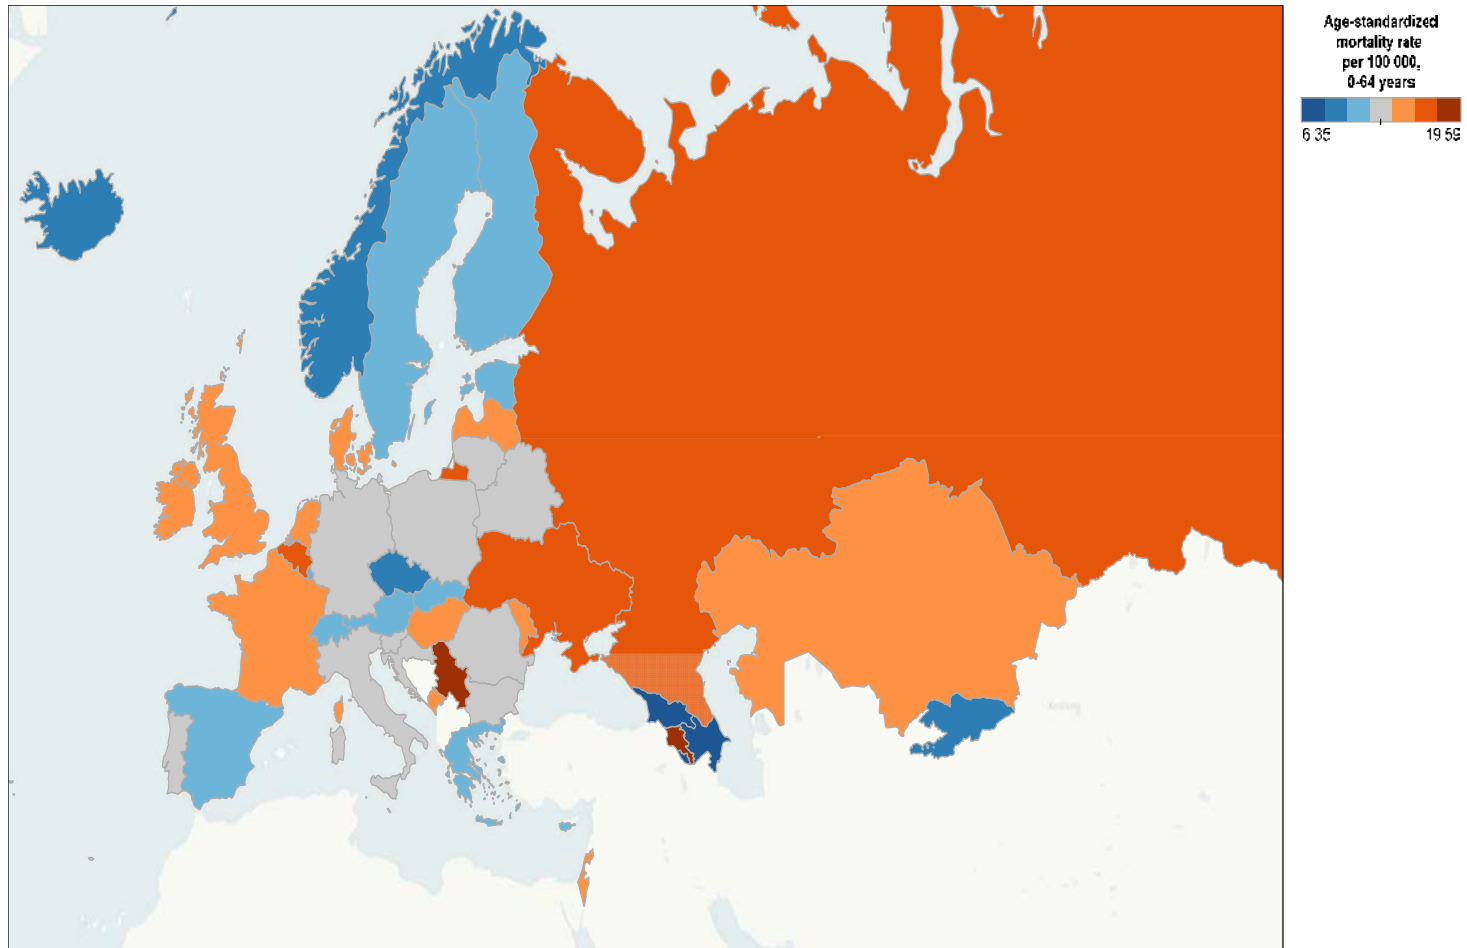 Age-standardized
mortality rate
per 100 000,
0-64 years
6 35
19 59